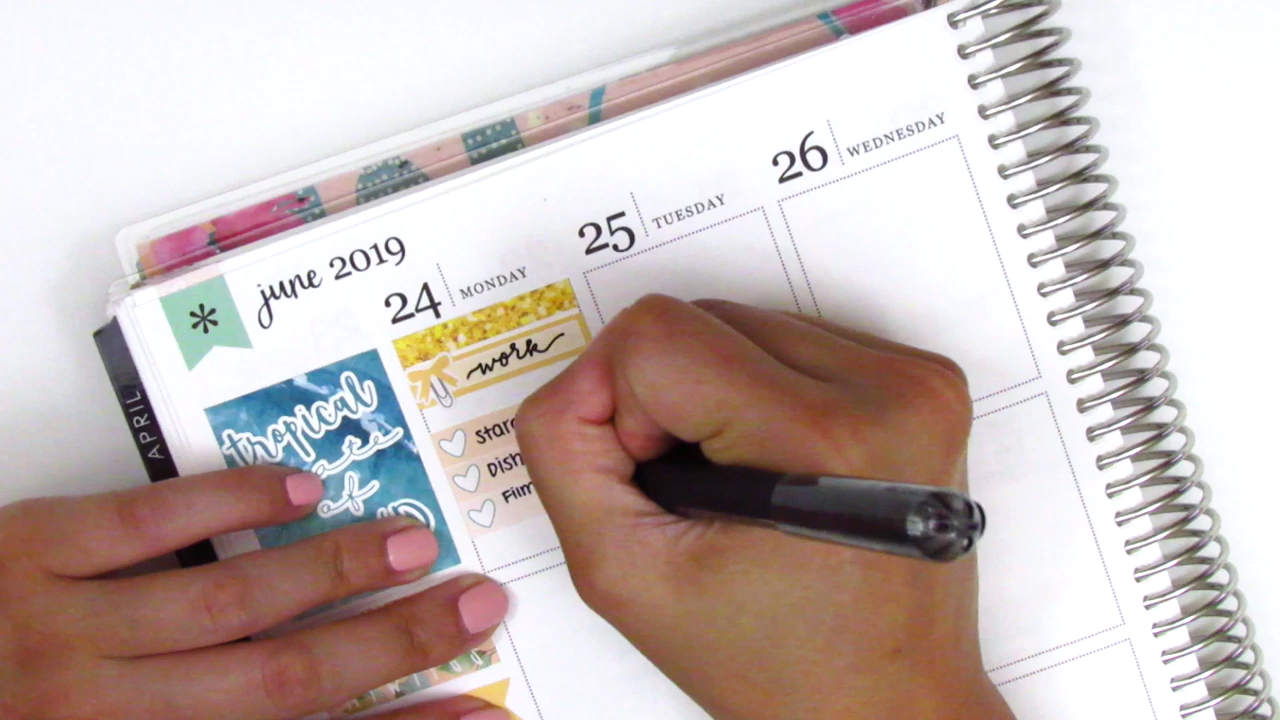 june 2019
24 MONDAY
25 TUESDAY
26 WEDNESDAY
*
work
tropical
of
Dish
Film
APRIL